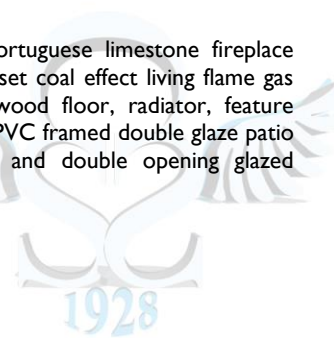 ortuguese limestone fireplace
set coal effect living flame gas
wood floor, radiator, feature
PVC framed double glaze patio
and double opening glazed
1928